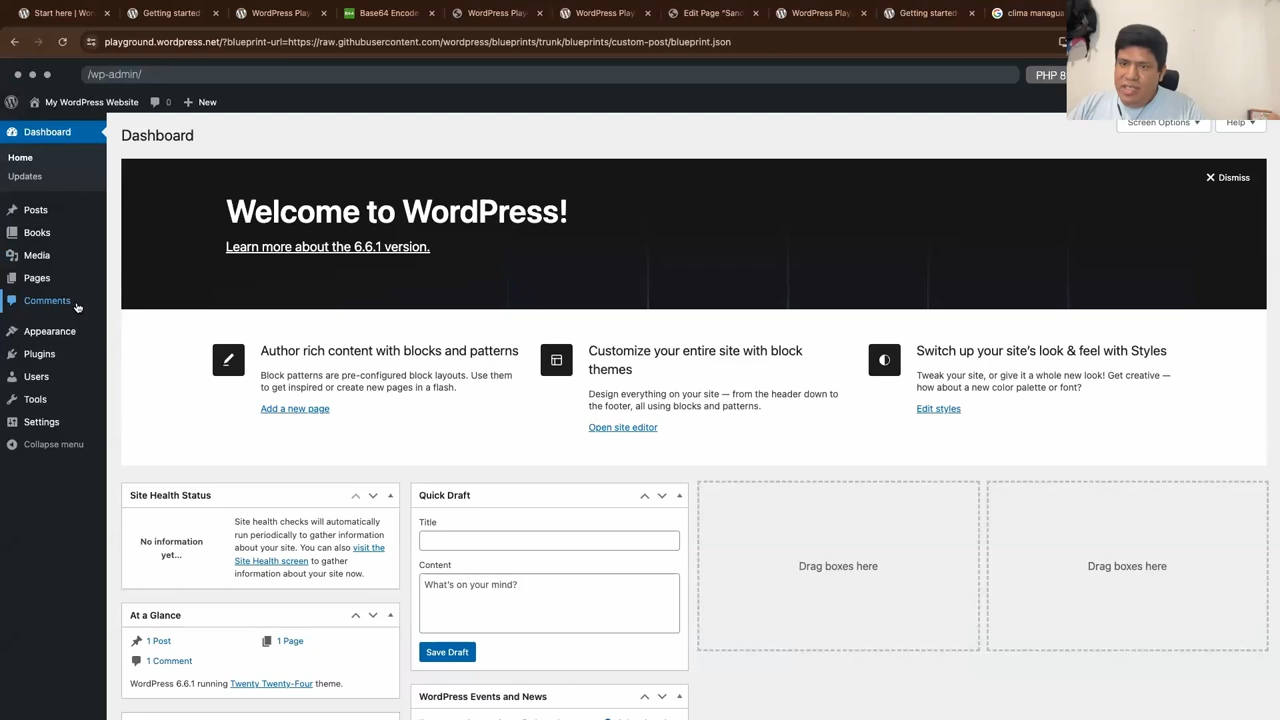 Start here | Worc
Getting started
WordPress Play
Base64 Encode
WordPress Play
WordPress Play
Edit Page "San
WordPress Play
Getting started
clima managua
playground.wordpress.net/?blueprint-url=https://raw.githubusercontent.com/wordpress/blueprints/trunk/blueprints/custom-post/blueprint.json
/wp-admin/
PHP 8
My WordPress Website
0
New
Screen Options
Help
Dashboard
Home
Updates
Posts
Books
Media
Pages
Comments
Appearance
Plugins
Users
Tools
Settings
Collapse menu
Dashboard
Dismiss
Welcome to WordPress!
Learn more about the 6.6.1 version.
Author rich content with blocks and patterns
Block patterns are pre-configured block layouts. Use them
to get inspired or create new pages in a flash.
Add a new page
Customize your entire site with block
themes
Design everything on your site — from the header down to
the footer, all using blocks and patterns.
Open site editor
Switch up your site's look & feel with Styles
Tweak your site, or give it a whole new look! Get creative —
how about a new color palette or font?
Edit styles
Site Health Status
No information
yet...
Site health checks will automatically
run periodically to gather information
about your site. You can also visit the
Site Health screen to gather
information about your site now.
At a Glance
1 Post
1 Page
1 Comment
WordPress 6.6.1 running Twenty Twenty-Four theme.
Quick Draft
Title
Content
What's on your mind?
Save Draft
WordPress Events and News
Drag boxes here
Drag boxes here